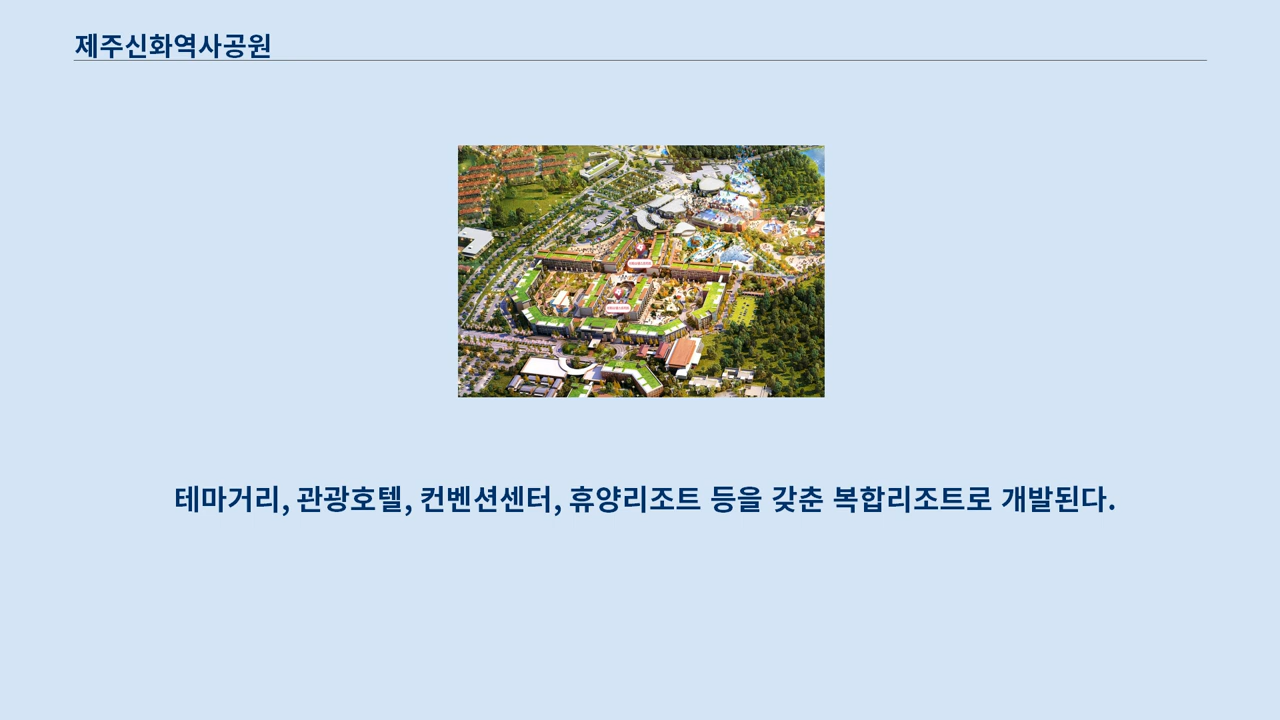 제주신화역사공원
테마거리, 관광호텔, 컨벤션센터, 휴양리조트 등을 갖춘 복합리조트로 개발된다.